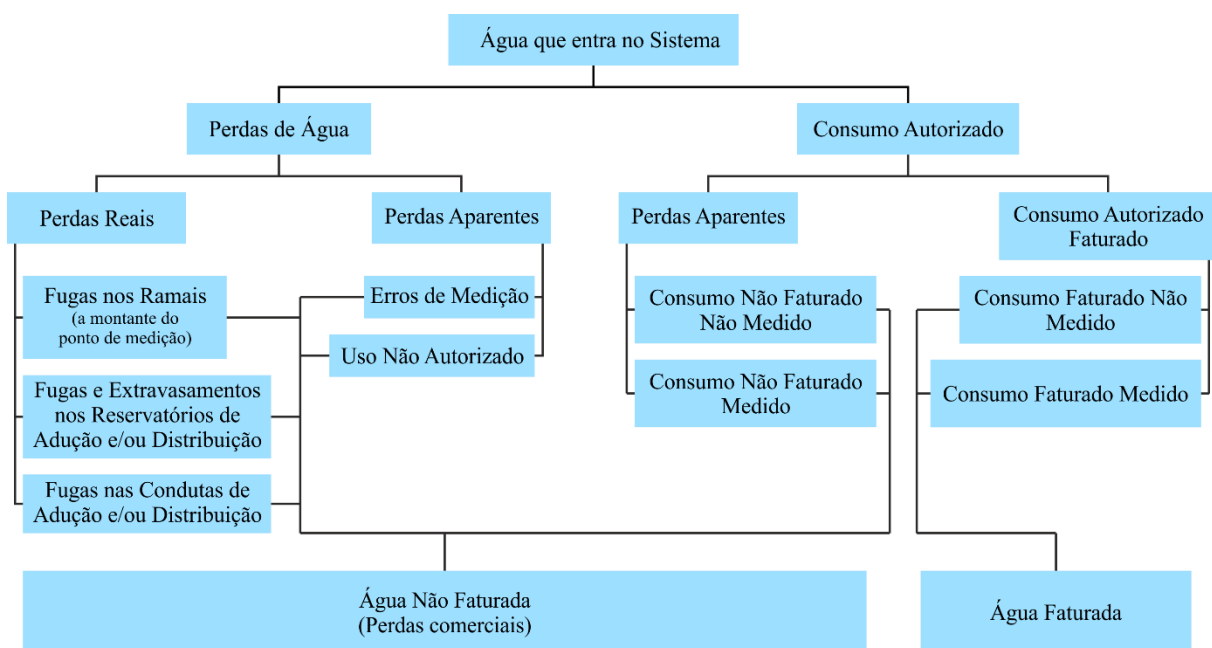 Água que entra no Sistema
Perdas de Água
Consumo Autorizado
Perdas Reais
Perdas Aparentes
Perdas Aparentes
Consumo Autorizado
Faturado
Fugas nos Ramais
(a montante do
ponto de medição)
Erros de Medição
Uso Não Autorizado
Consumo Não Faturado
Não Medido
Consumo Faturado Não
Medido
Fugas e Extravasamentos
nos Reservatórios de
Adução e/ou Distribuição
Consumo Não Faturado
Medido
Consumo Faturado Medido
Fugas nas Condutas de
Adução e/ou Distribuição
Água Não Faturada
(Perdas comerciais)
Água Faturada